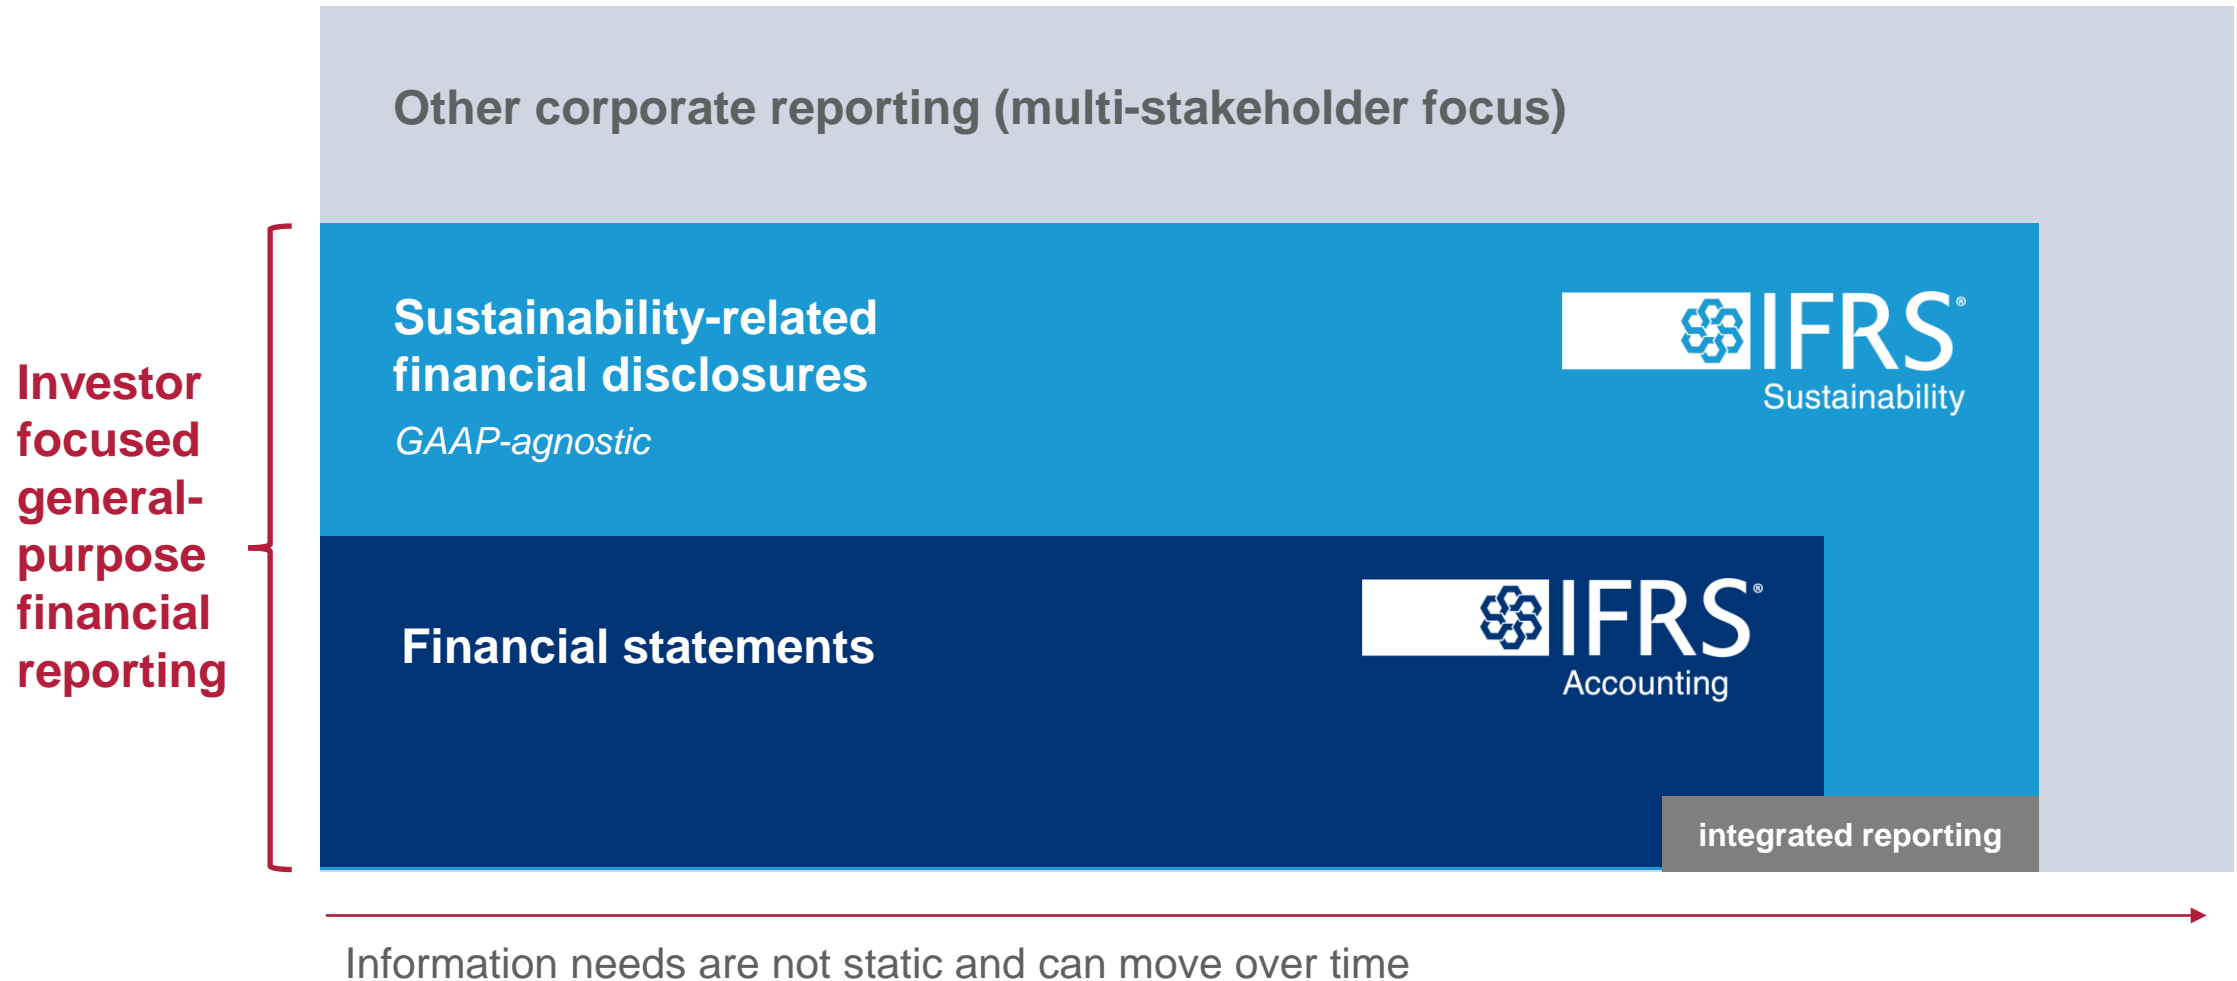 Other corporate reporting (multi-stakeholder focus)
Investor
focused
general-
purpose
financial
reporting
Sustainability-related
financial disclosures
GAAP-agnostic
IFRS®
Sustainability
Financial statements
IFRS®
Accounting
integrated reporting
Information needs are not static and can move over time